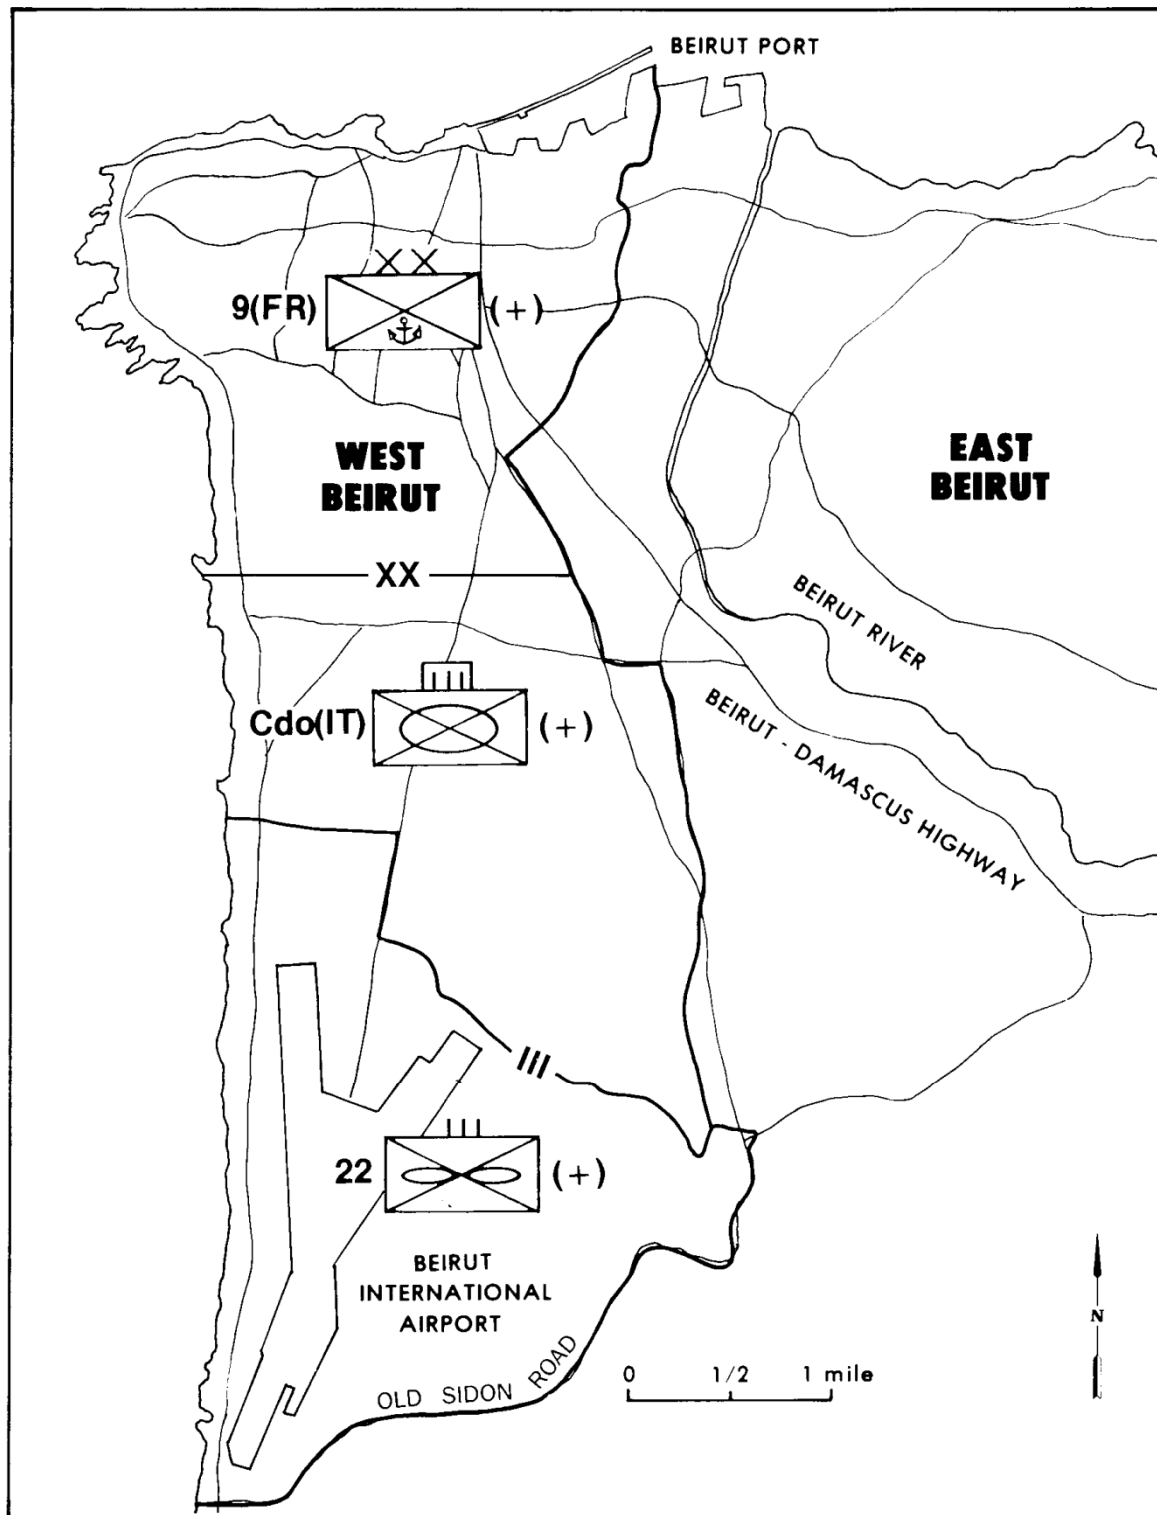 BEIRUT PORT
XX
9(FR)
(+)
WEST
BEIRUT
EAST
BEIRUT
XX
BEIRUT RIVER
Cdo(IT)
(+)
BEIRUT - DAMASCUS HIGHWAY
III
III
22
(+)
BEIRUT
INTERNATIONAL
AIRPORT
N
0 1/2 1 mile
OLD SIDON ROAD